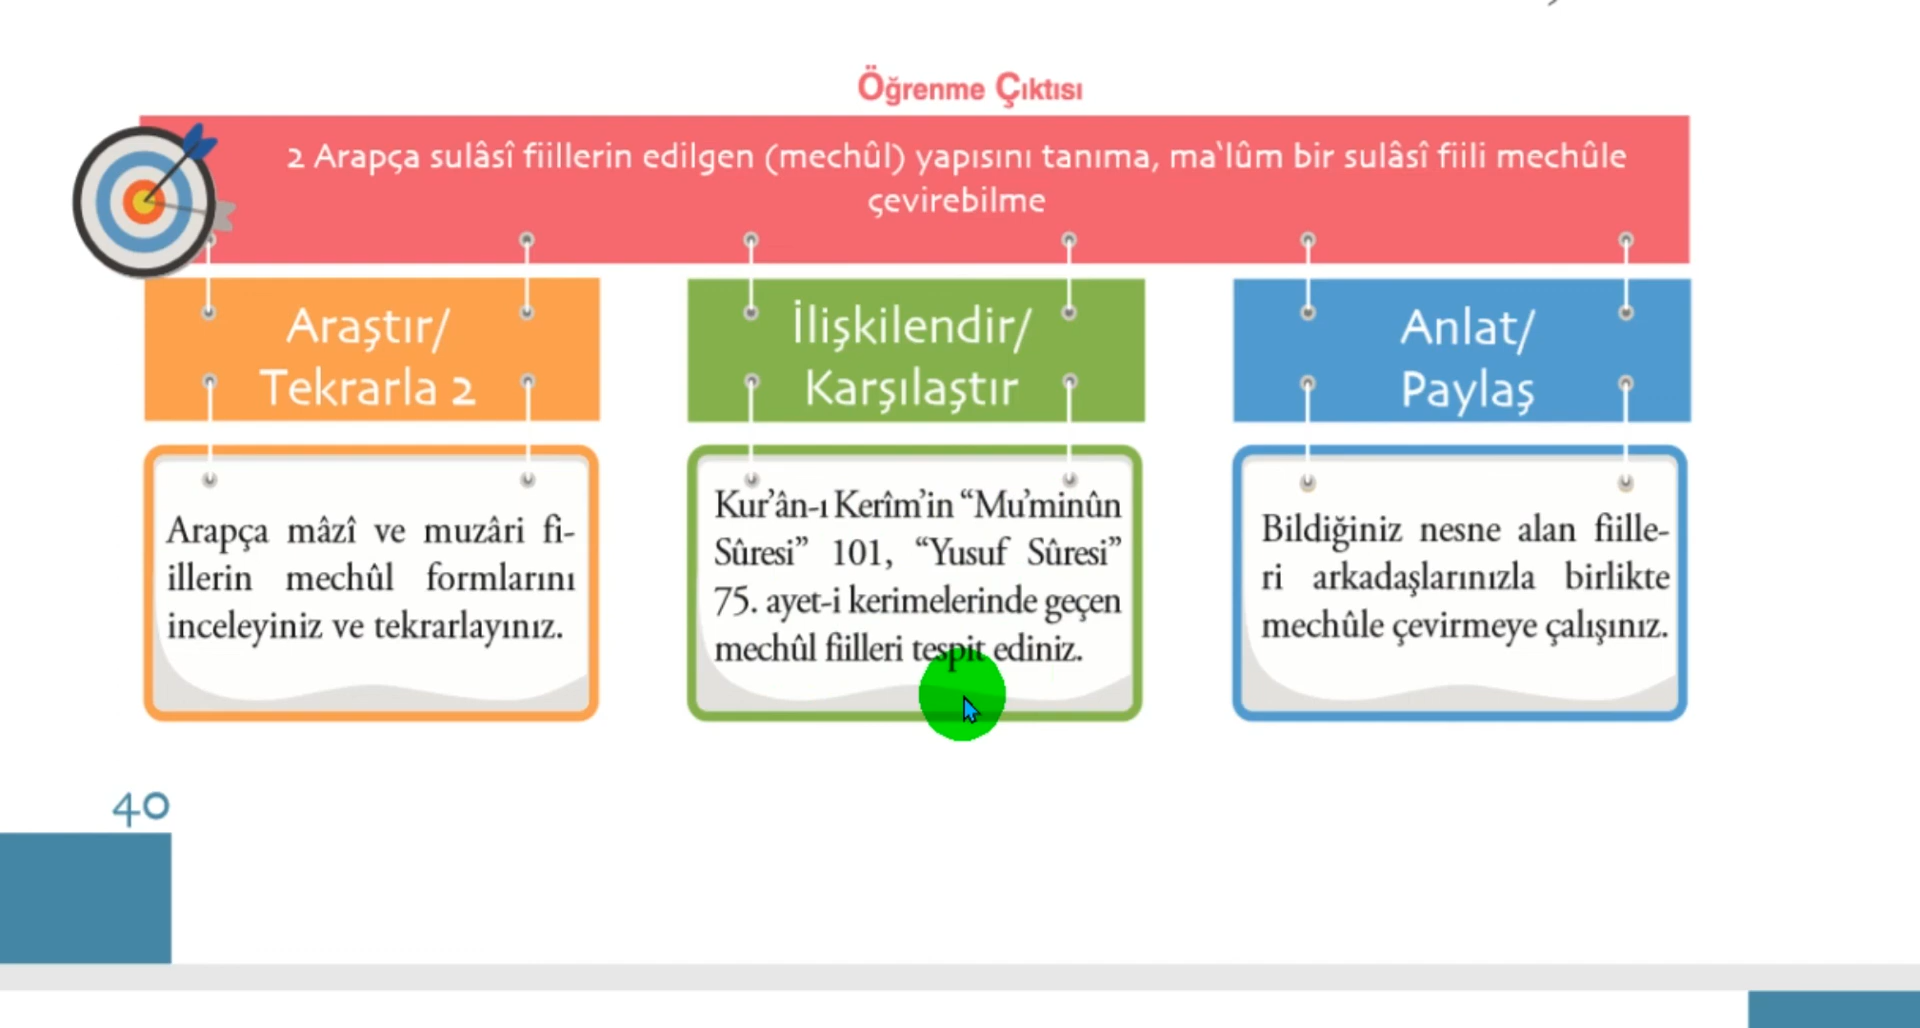 Öğrenme Çıktısı
2 Arapça sulâsî fiillerin edilgen (mechûl) yapısını tanıma, ma`lûm bir sulâsî fiili mechûle
çevirebilme
Araştır/
Tekrarla 2
Arapça mâzî ve muzâri fi-
illerin mechûl formlarını
inceleyiniz ve tekrarlayınız.
İlişkilendir/
Karşılaştır
Kur’ân-ı Kerîm’in “Mu’minûn
Sûresi” 101, “Yusuf Sûresi”
75. ayet-i kerimelerinde geçen
mechûl fiilleri tespit ediniz.
Anlat/
Paylaş
Bildiğiniz nesne alan fiille-
ri arkadaşlarınızla birlikte
mechûle çevirmeye çalışınız.
40